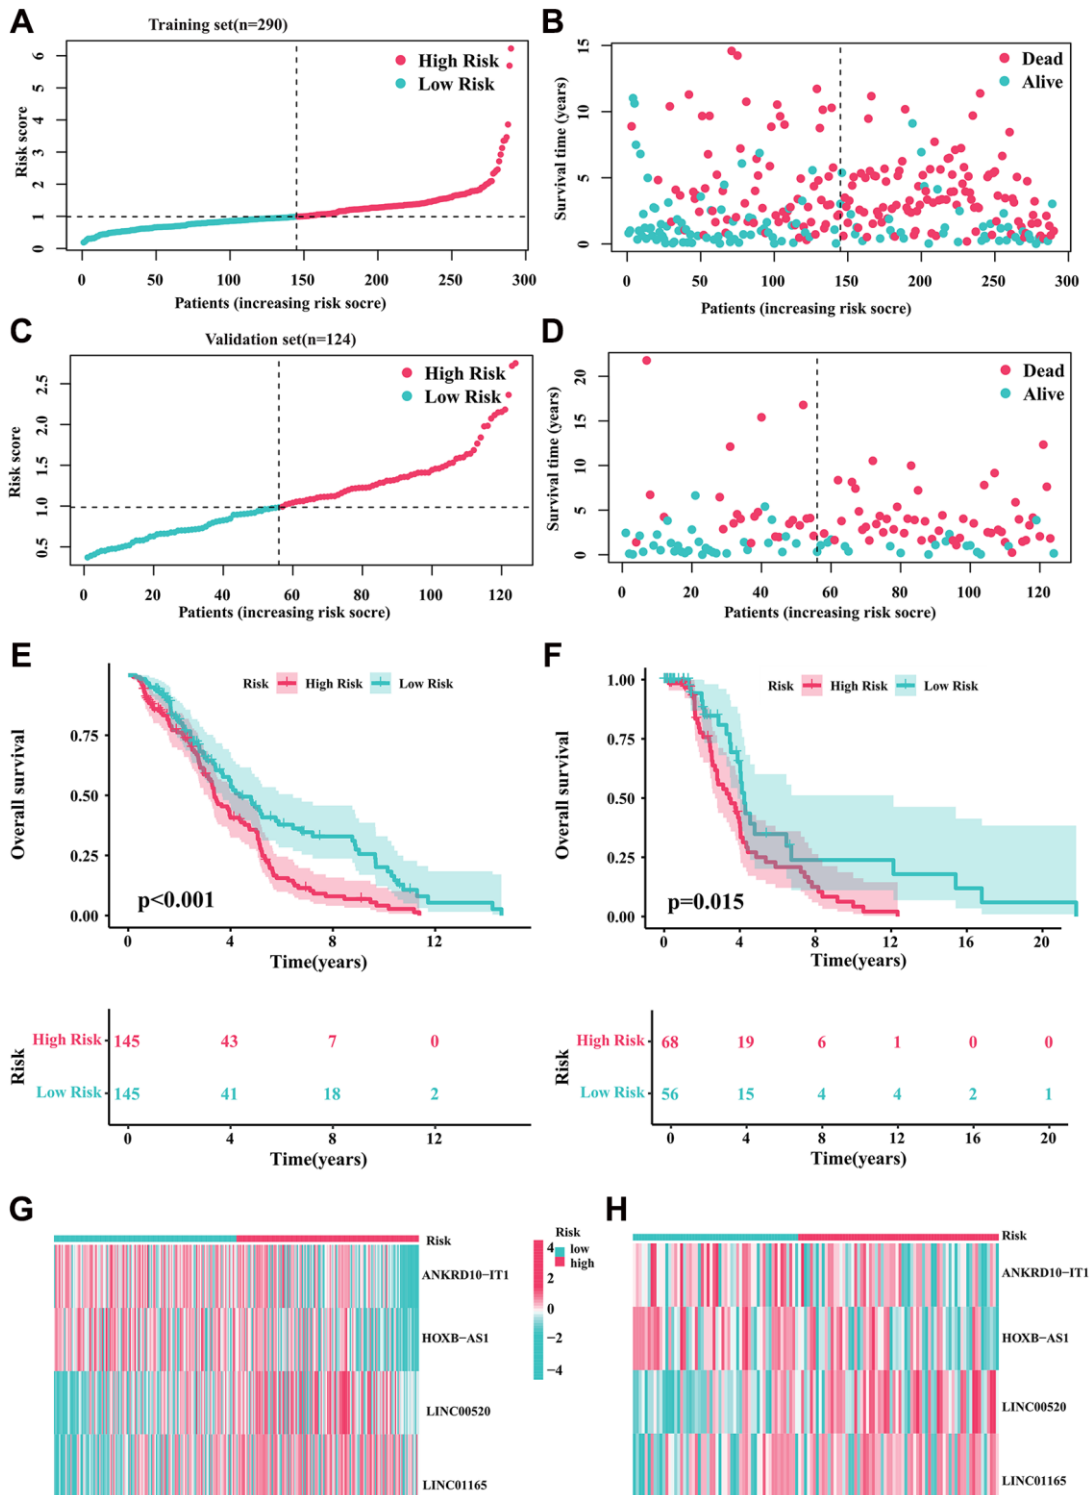 A
Training set(n=290)
Risk score
6
5
4
3
2
1
0
High Risk
Low Risk
0 50 100 150 200 250 300
Patients (increasing risk socre)
B
Survival time (years)
15
10
5
0
Dead
Alive
0 50 100 150 200 250 300
Patients (increasing risk socre)
C
Validation set(n=124)
Risk score
2.5
2.0
1.5
1.0
0.5
High Risk
Low Risk
0 20 40 60 80 100 120
Patients (increasing risk socre)
D
Survival time (years)
20
15
10
5
0
Dead
Alive
0 20 40 60 80 100 120
Patients (increasing risk socre)
E
Overall survival
Risk High Risk Low Risk
0.75
0.50
0.25
0.00
p<0.001
0 4 8 12
Time(years)
Risk
High Risk 145 43 7 0
Low Risk 145 41 18 2
0 4 8 12
Time(years)
F
Overall survival
Risk High Risk Low Risk
1.00
0.75
0.50
0.25
0.00
p=0.015
0 4 8 12 16 20
Time(years)
Risk
High Risk 68 19 6 1 0 0
Low Risk 56 15 4 4 2 1
0 4 8 12 16 20
Time(years)
G
Risk
ANKRD10-IT1
HOXB-AS1
LINC00520
LINC01165
4
2
0
-2
-4
Risk
low
high
H
Risk
ANKRD10-IT1
HOXB-AS1
LINC00520
LINC01165